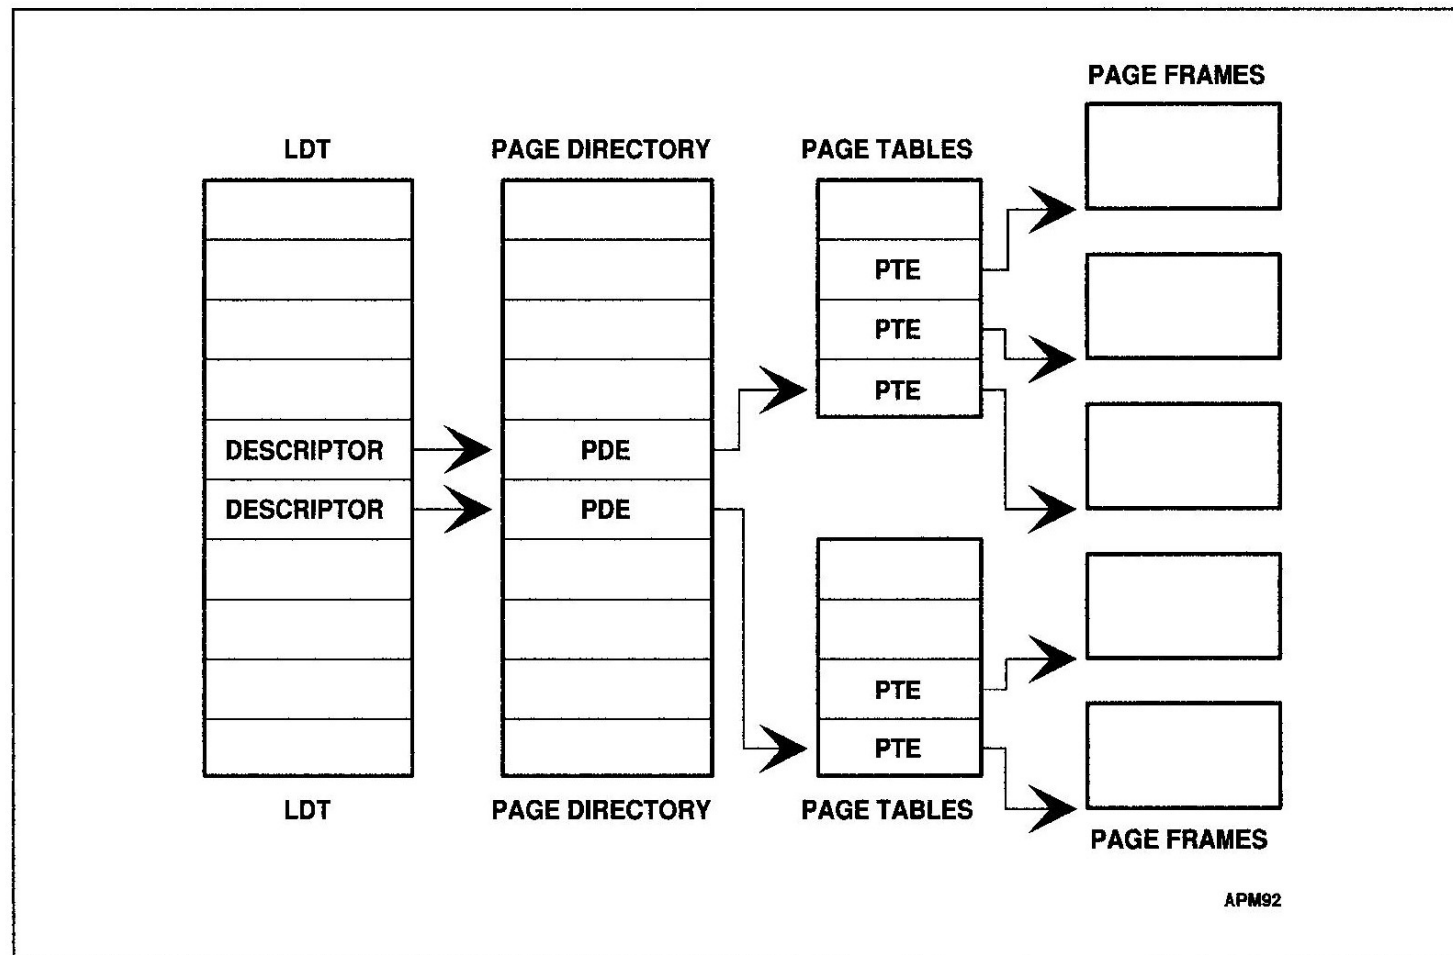 PAGE FRAMES
LDT
PAGE DIRECTORY
PAGE TABLES
PTE
PTE
PTE
DESCRIPTOR
PDE
DESCRIPTOR
PDE
PTE
PTE
LDT
PAGE DIRECTORY
PAGE TABLES
PAGE FRAMES
APM92